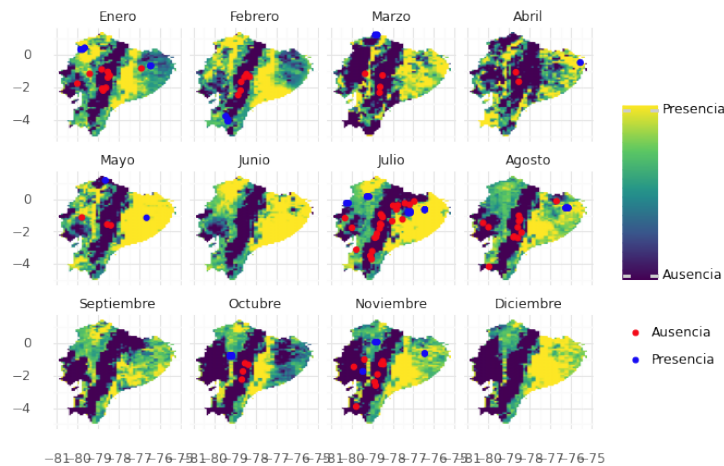 Enero Febrero Marzo Abril
0
−2
−4
Presencia
Mayo Junio Julio Agosto
0
−2
−4
Ausencia
Septiembre Octubre Noviembre Diciembre
Ausencia
0
Presencia
−2
−4
−81−80−79−78−77−76−75 −81−80−79−78−77−76−75 −81−80−79−78−77−76−75 −81−80−79−78−77−76−75